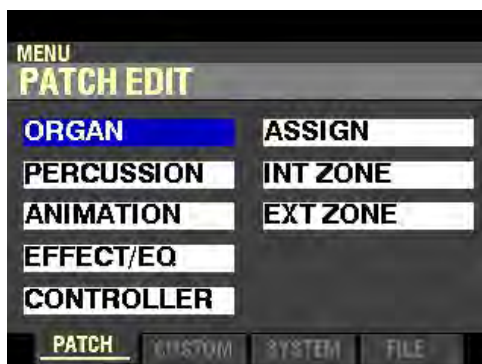 MENU
PATCH EDIT
ORGAN
ASSIGN
PERCUSSION
INT ZONE
ANIMATION
EXT ZONE
EFFECT/EQ
CONTROLLER
PATCH CUSTOM SYSTEM FILE